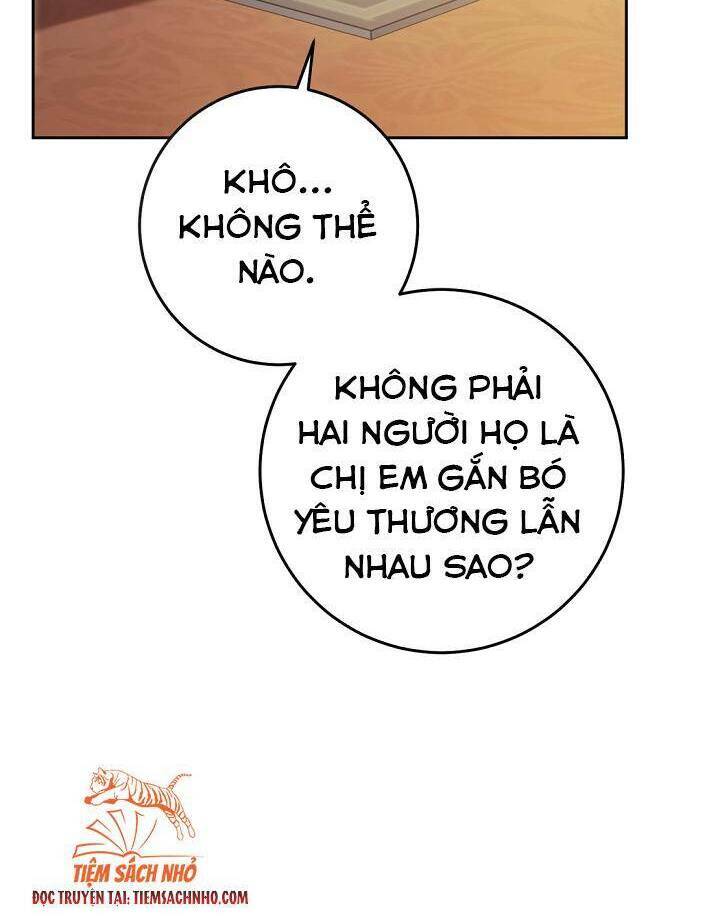 KHÔ...
KHÔNG THỂ
NÀO.
KHÔNG PHẢI
HAI NGƯỜI HỌ LÀ
CHỊ EM GẮN BÓ
YÊU THƯƠNG LẪN
NHAU SAO?
TIỆM SÁCH NHỎ
ĐỌC TRUYỆN TẠI: TIEMSACHNHO.COM